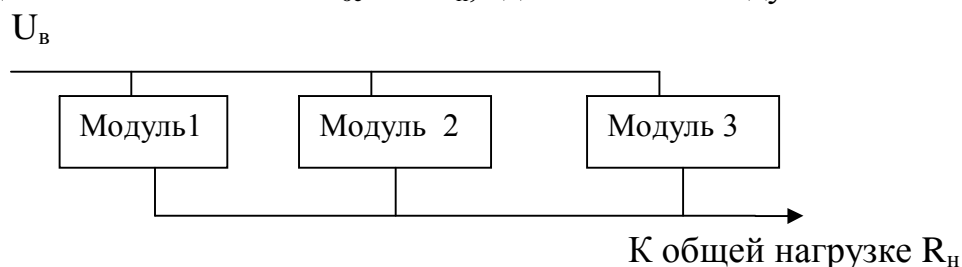 Uв
Модуль1
Модуль 2
Модуль 3
К общей нагрузке Rн